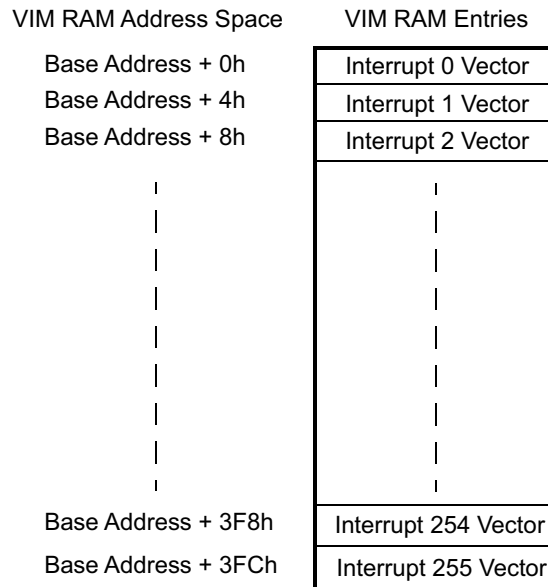 VIM RAM Address Space VIM RAM Entries
Base Address + 0h Interrupt 0 Vector
Base Address + 4h Interrupt 1 Vector
Base Address + 8h Interrupt 2 Vector
Base Address + 3F8h Interrupt 254 Vector
Base Address + 3FCh Interrupt 255 Vector